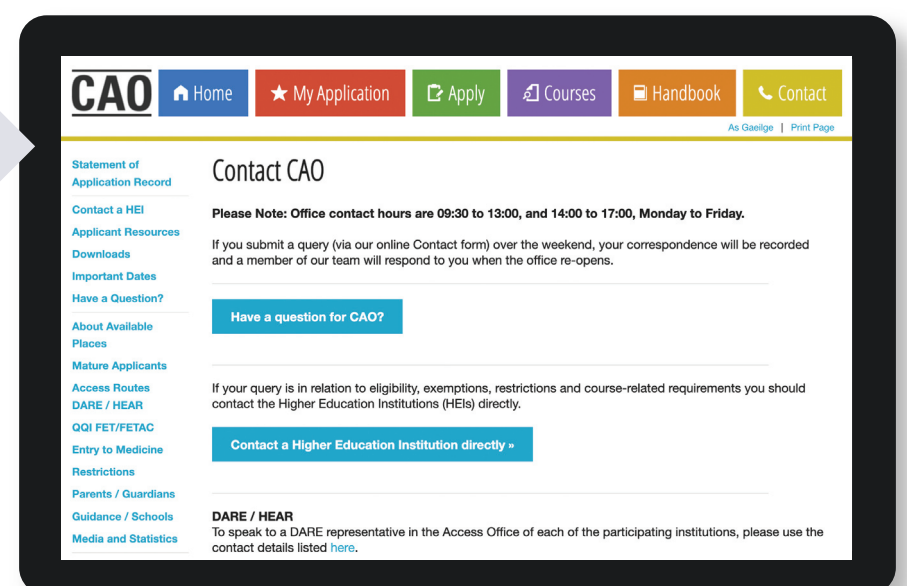 CAO
Home
My Application
Apply
Courses
Handbook
Contact
As Gaeilge | Print Page
Statement of
Application Record
Contact a HEI
Applicant Resources
Downloads
Important Dates
Have a Question?
About Available
Places
Mature Applicants
Access Routes
DARE / HEAR
QQI FET/FETAC
Entry to Medicine
Restrictions
Parents / Guardians
Guidance / Schools
Media and Statistics
Contact CAO
Please Note: Office contact hours are 09:30 to 13:00, and 14:00 to 17:00, Monday to Friday.
If you submit a query (via our online Contact form) over the weekend, your correspondence will be recorded
and a member of our team will respond to you when the office re-opens.
Have a question for CAO?
If your query is in relation to eligibility, exemptions, restrictions and course-related requirements you should
contact the Higher Education Institutions (HEIs) directly.
Contact a Higher Education Institution directly »
DARE / HEAR
To speak to a DARE representative in the Access Office of each of the participating institutions, please use the
contact details listed here.